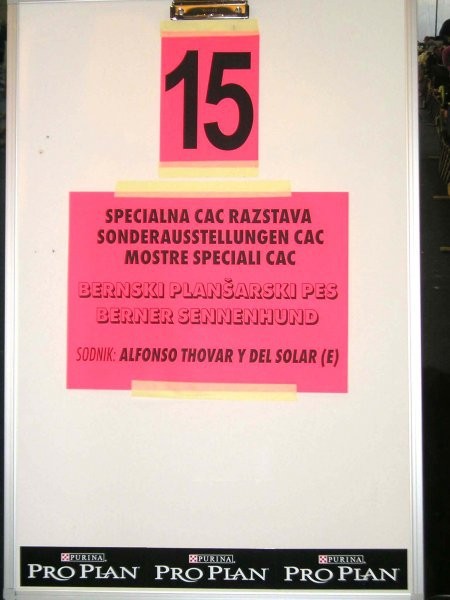 15
SPECIALNA CAC RAZSTAVA
SONDERAUSSTELLUNGEN CAC
MOSTRE SPECIALI CAC
BERNSKI PLANŠARSKI PES
BERNER SENNENHUND
SODNIK: ALFONSO THOVAR Y DEL SOLAR (E)
PURINA PURINA PURINA
PRO PLAN PRO PLAN PRO PLAN